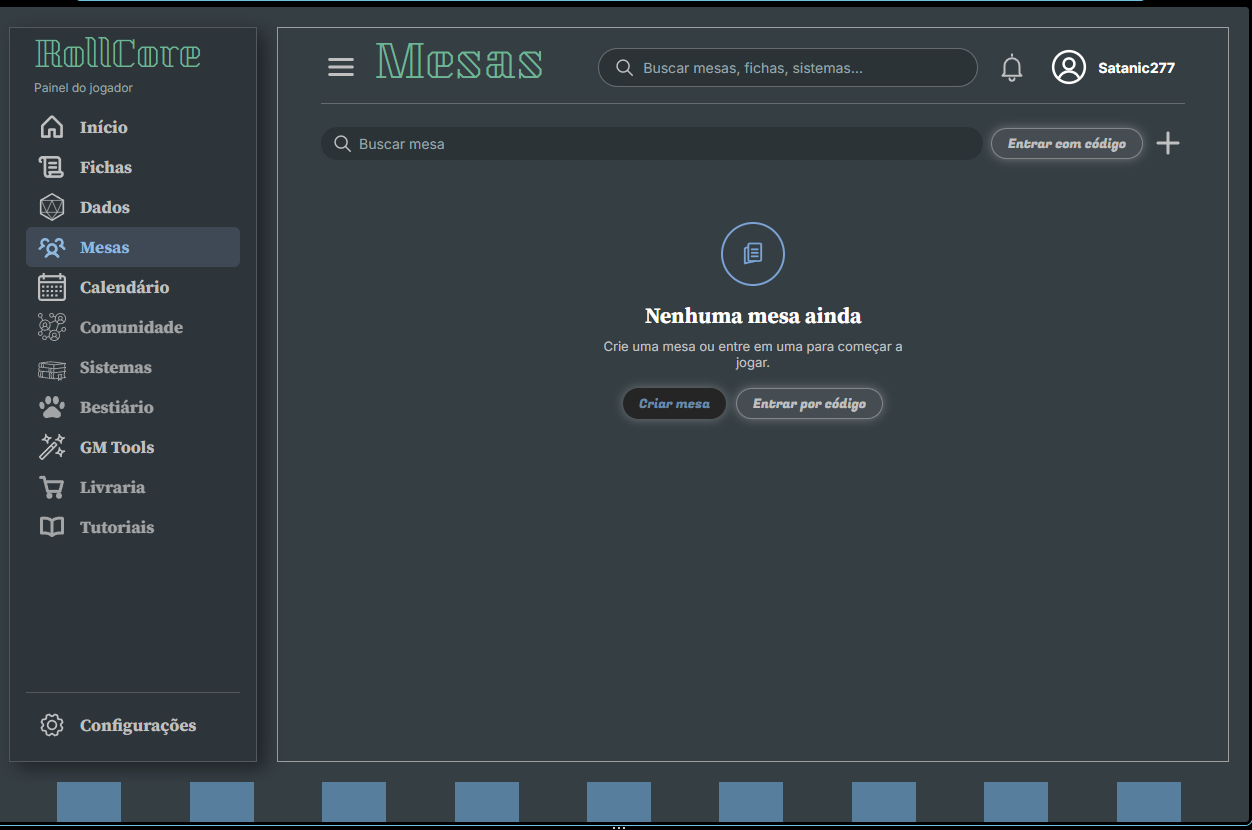 RollCore
Painel do jogador
Início
Fichas
Dados
Mesas
Calendário
Comunidade
Sistemas
Bestiário
GM Tools
Livraria
Tutoriais
Configurações
Mesas
Buscar mesas, fichas, sistemas...
Satanic277
Buscar mesa
Entrar com código
Nenhuma mesa ainda
Crie uma mesa ou entre em uma para começar a
jogar.
Criar mesa
Entrar por código